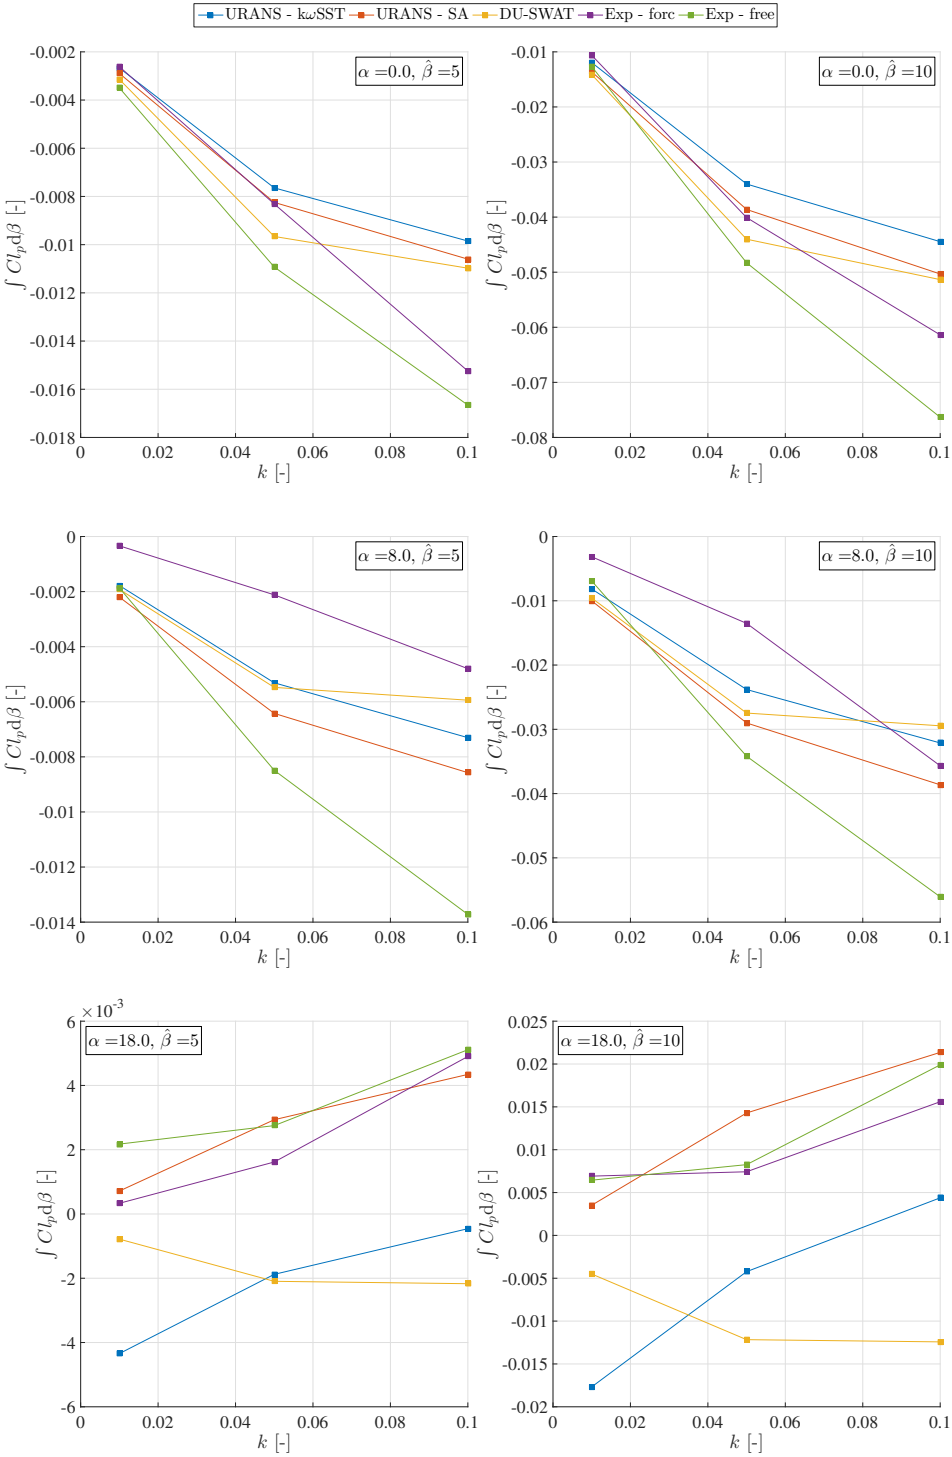 URANS - kωSST URANS - SA DU-SWAT Exp - forc Exp - free
α =0.0, β̂ =5
-0.002
-0.004
-0.006
-0.008
-0.01
-0.012
-0.014
-0.016
-0.018
∫ Cl_p dβ [-]
0 0.02 0.04 0.06 0.08 0.1
k [-]
α =0.0, β̂ =10
-0.01
-0.02
-0.03
-0.04
-0.05
-0.06
-0.07
-0.08
∫ Cl_p dβ [-]
0 0.02 0.04 0.06 0.08 0.1
k [-]
α =8.0, β̂ =5
0
-0.002
-0.004
-0.006
-0.008
-0.01
-0.012
-0.014
∫ Cl_p dβ [-]
0 0.02 0.04 0.06 0.08 0.1
k [-]
α =8.0, β̂ =10
0
-0.01
-0.02
-0.03
-0.04
-0.05
-0.06
∫ Cl_p dβ [-]
0 0.02 0.04 0.06 0.08 0.1
k [-]
×10⁻³
α =18.0, β̂ =5
6
4
2
0
-2
-4
-6
∫ Cl_p dβ [-]
0 0.02 0.04 0.06 0.08 0.1
k [-]
α =18.0, β̂ =10
0.025
0.02
0.015
0.01
0.005
0
-0.005
-0.01
-0.015
-0.02
∫ Cl_p dβ [-]
0 0.02 0.04 0.06 0.08 0.1
k [-]